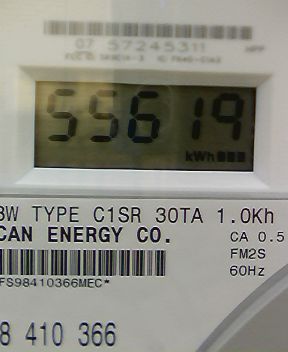 07 57245311
55619
kWh
3W TYPE C1SR 30TA 1.0Kh
CAN ENERGY CO.
CA 0.5
FM2S
60Hz
FS98410366MEC*
8 410 366